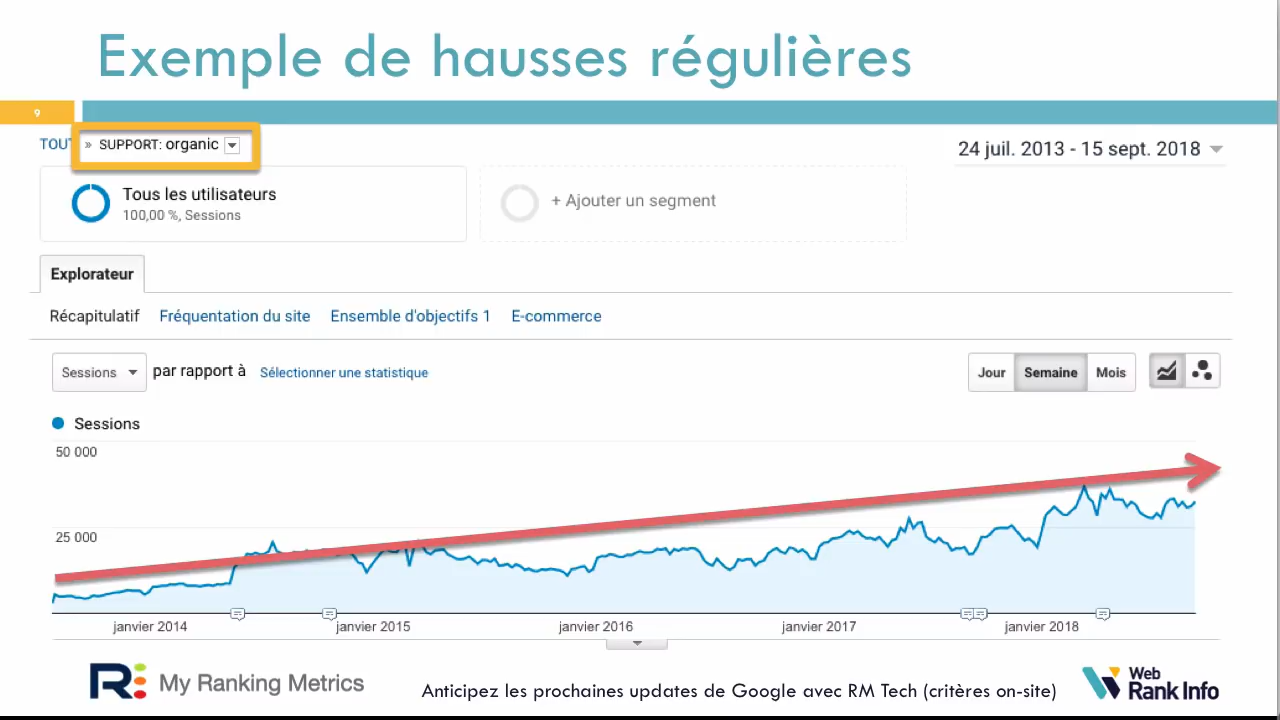 Exemple de hausses régulières
9
TOUT » SUPPORT: organic
24 juil. 2013 - 15 sept. 2018
Tous les utilisateurs
100,00 %, Sessions
+ Ajouter un segment
Explorateur
Récapitulatif Fréquentation du site Ensemble d'objectifs 1 E-commerce
Sessions par rapport à Sélectionner une statistique
Jour Semaine Mois
Sessions
50 000
25 000
janvier 2014 janvier 2015 janvier 2016 janvier 2017 janvier 2018
My Ranking Metrics
Anticipez les prochaines updates de Google avec RM Tech (critères on-site)
Web
Rank Info